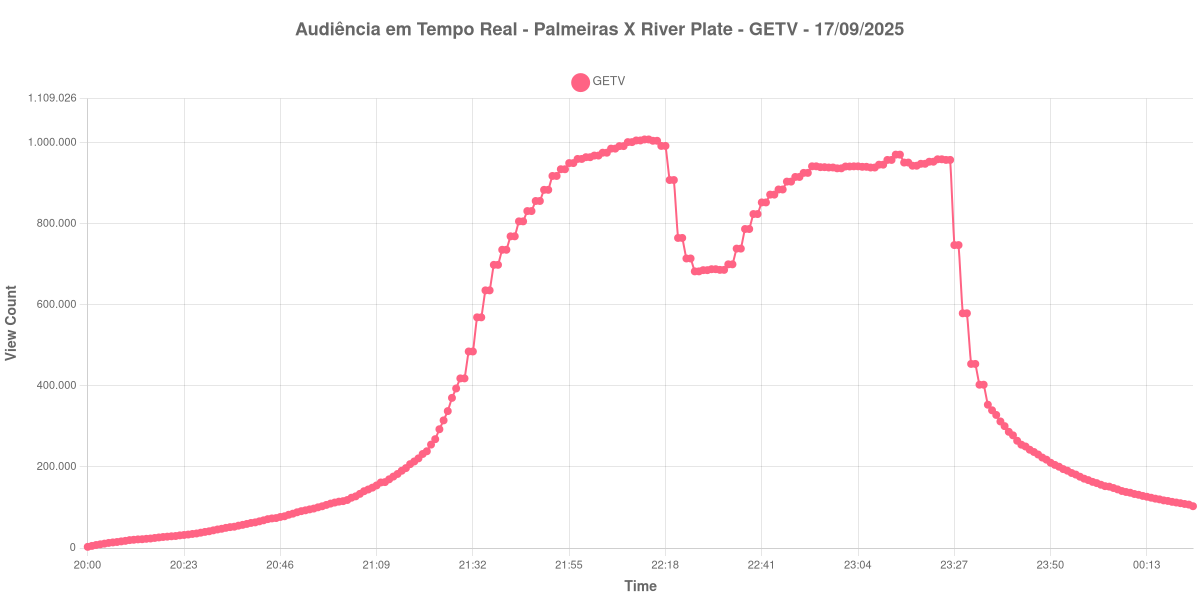 Audiência em Tempo Real - Palmeiras X River Plate - GETV - 17/09/2025
GETV
1.109.026
1.000.000
800.000
600.000
400.000
200.000
0
View Count
20:00 20:23 20:46 21:09 21:32 21:55 22:18 22:41 23:04 23:27 23:50 00:13
Time